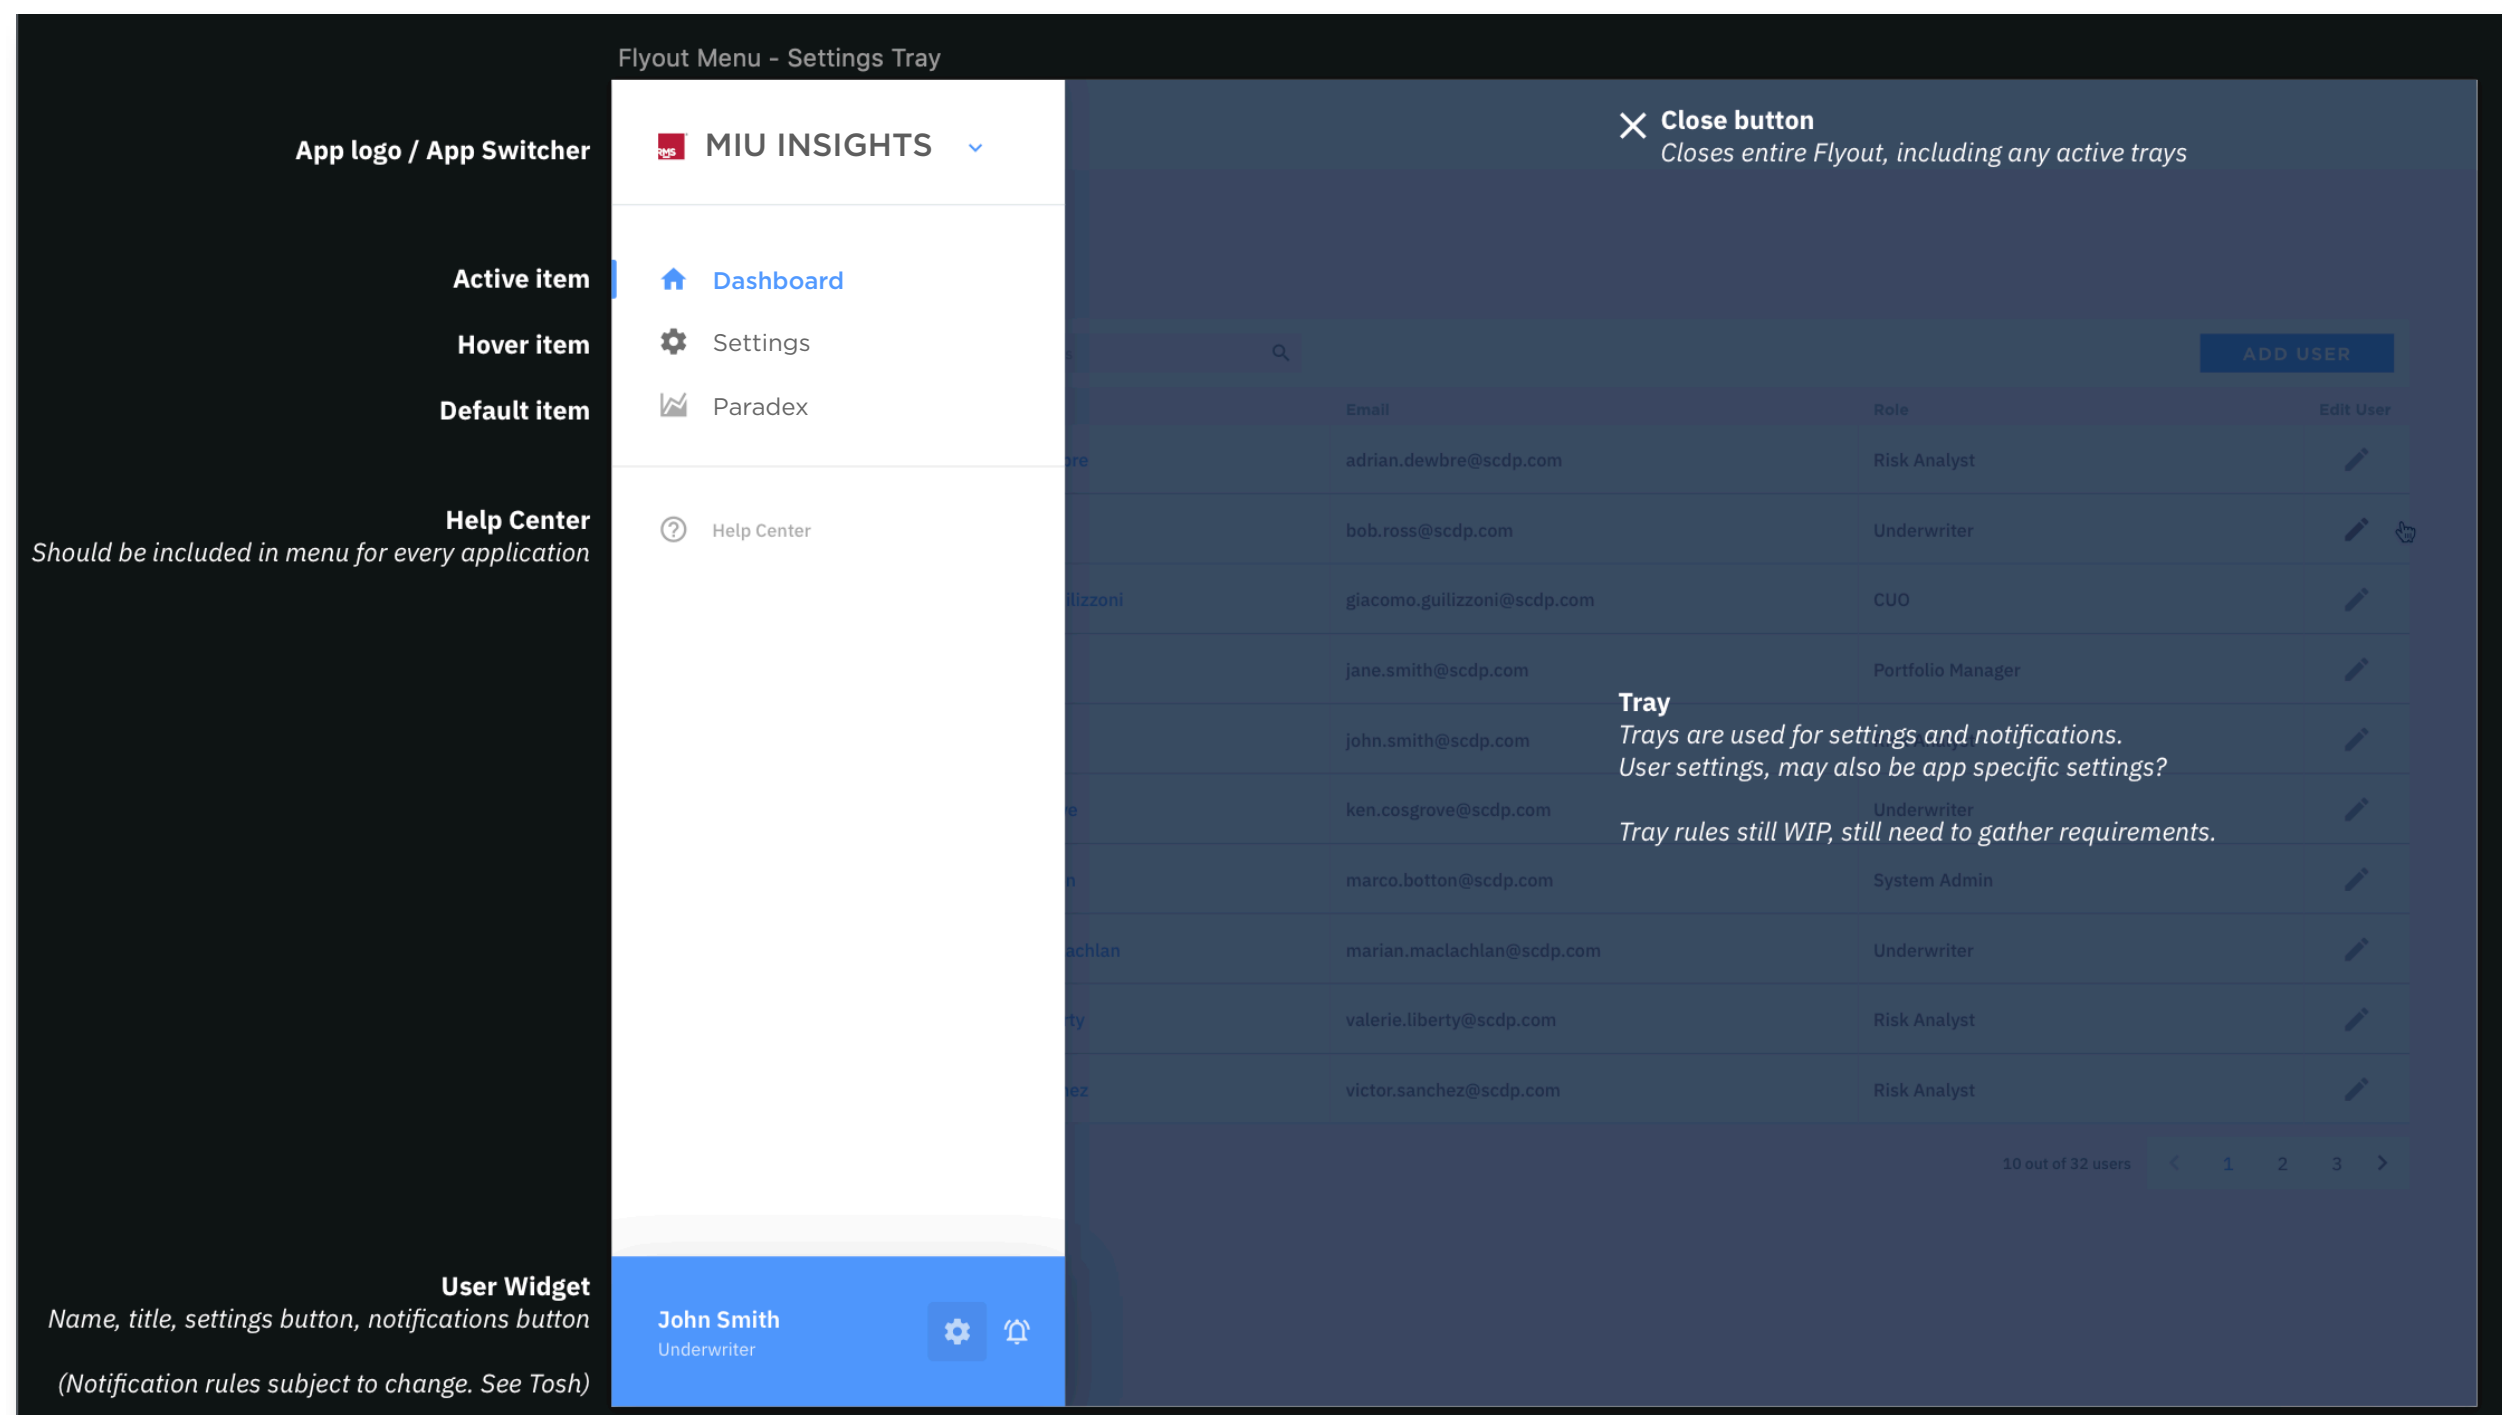 Flyout Menu - Settings Tray
App logo / App Switcher
RMS MIU INSIGHTS
Close button
Closes entire Flyout, including any active trays
Active item
Dashboard
Hover item
Settings
ADD USER
Default item
Paradex
Email Role Edit User
bre adrian.dewbre@scdp.com Risk Analyst
Help Center
Should be included in menu for every application
Help Center
bob.ross@scdp.com Underwriter
ilizzoni giacomo.guilizzoni@scdp.com CUO
jane.smith@scdp.com Portfolio Manager
Tray
Trays are used for settings and notifications.
User settings, may also be app specific settings?
Tray rules still WIP, still need to gather requirements.
john.smith@scdp.com
ve ken.cosgrove@scdp.com Underwriter
n marco.botton@scdp.com System Admin
achlan marian.maclachlan@scdp.com Underwriter
rty valerie.liberty@scdp.com Risk Analyst
ez victor.sanchez@scdp.com Risk Analyst
10 out of 32 users 1 2 3
User Widget
Name, title, settings button, notifications button
(Notification rules subject to change. See Tosh)
John Smith
Underwriter